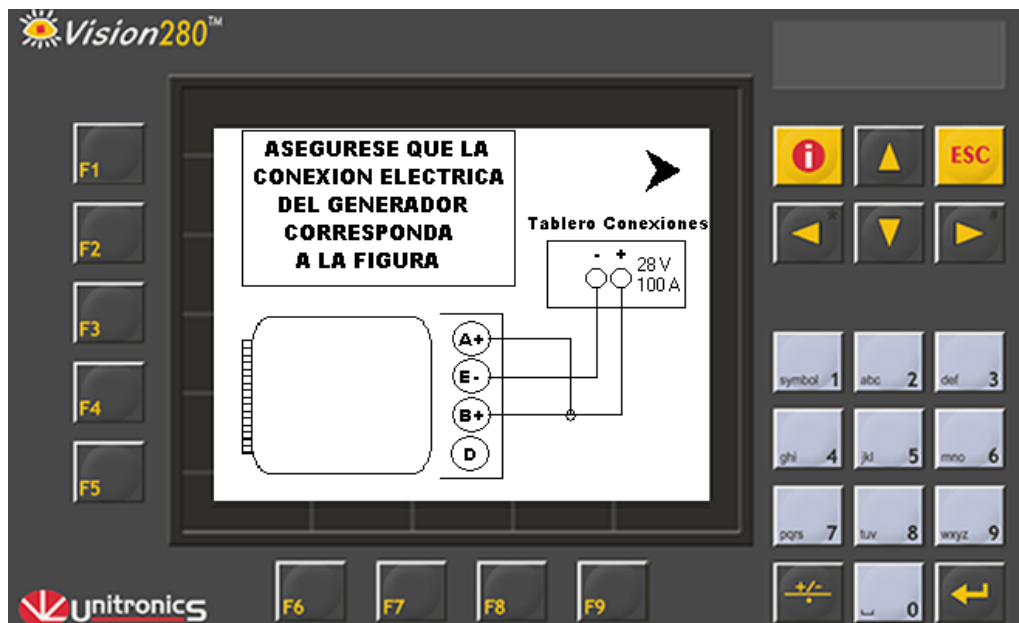 Vision280™
ASEGURESE QUE LA
CONEXION ELECTRICA
DEL GENERADOR
CORRESPONDA
A LA FIGURA
Tablero Conexiones
- +
28 V
100 A
A+
E-
B+
D
F1
F2
F3
F4
F5
F6
F7
F8
F9
i
ESC
*
#
symbol 1
abc 2
def 3
ghi 4
jkl 5
mno 6
pqrs 7
tuv 8
wxyz 9
+/-
0
unitronics